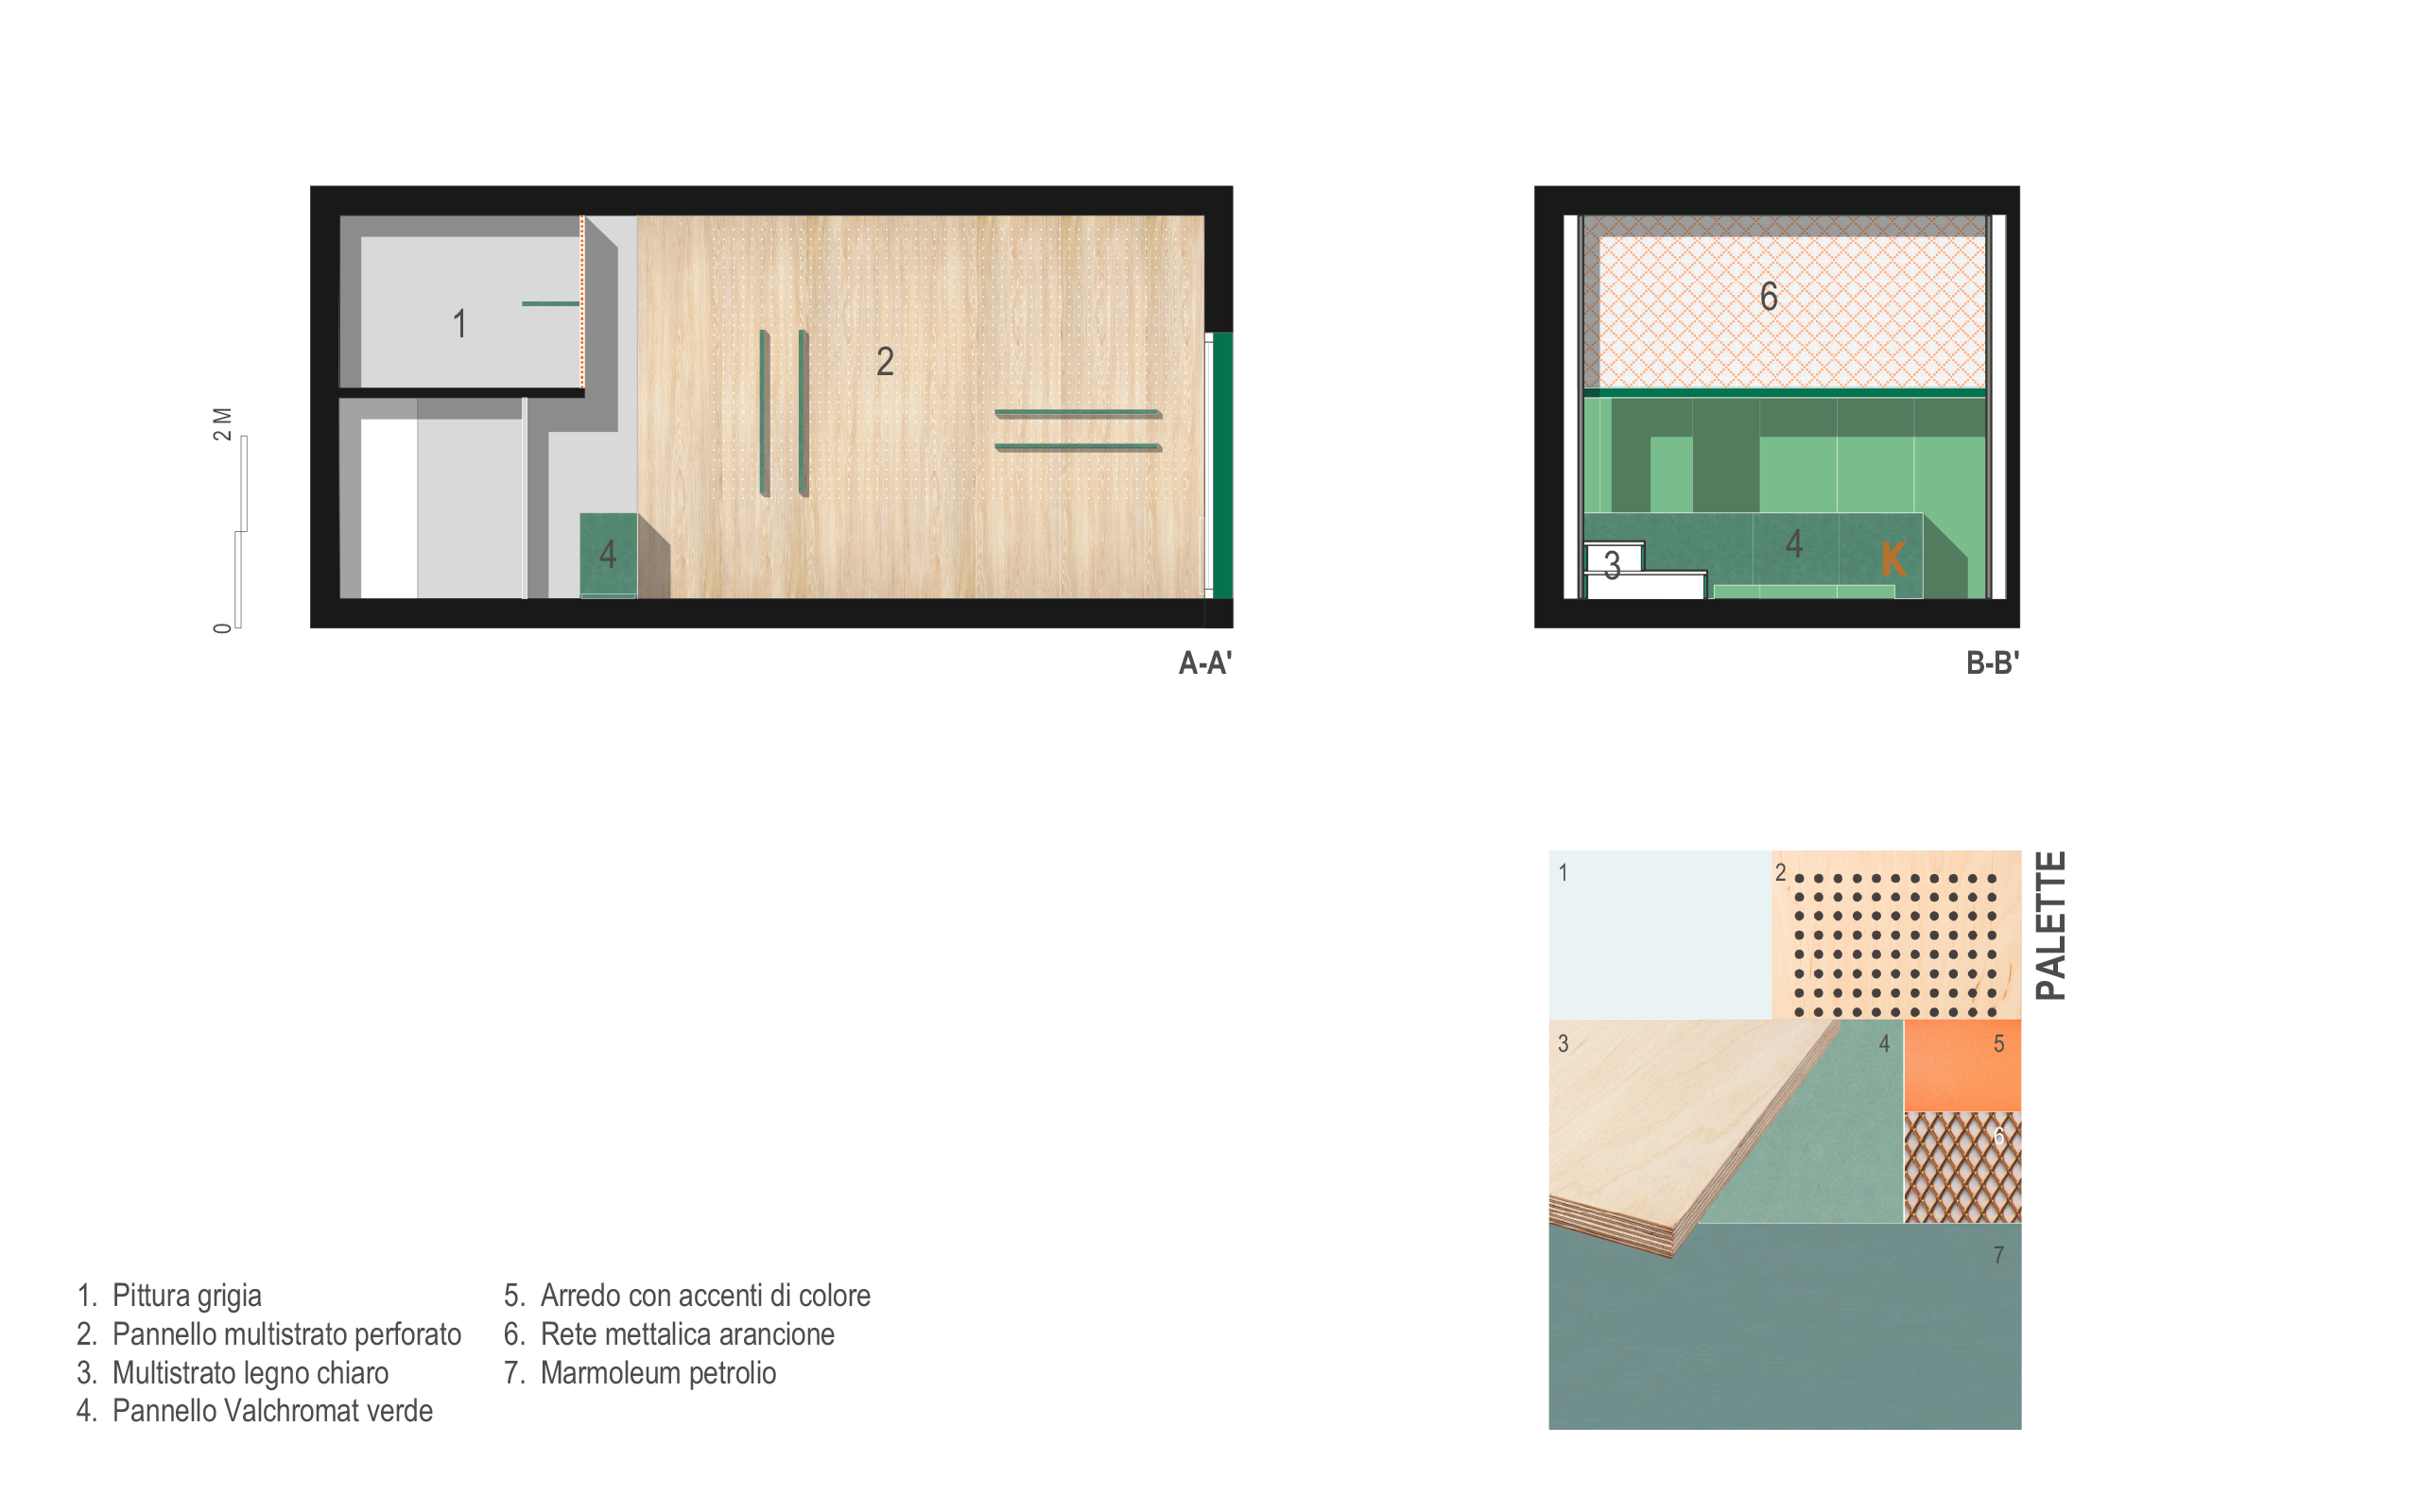 1
2
4
2 M
0
A-A'
6
4
3
K
B-B'
1
2
3
4
5
6
7
PALETTE
1. Pittura grigia
2. Pannello multistrato perforato
3. Multistrato legno chiaro
4. Pannello Valchromat verde
5. Arredo con accenti di colore
6. Rete mettalica arancione
7. Marmoleum petrolio